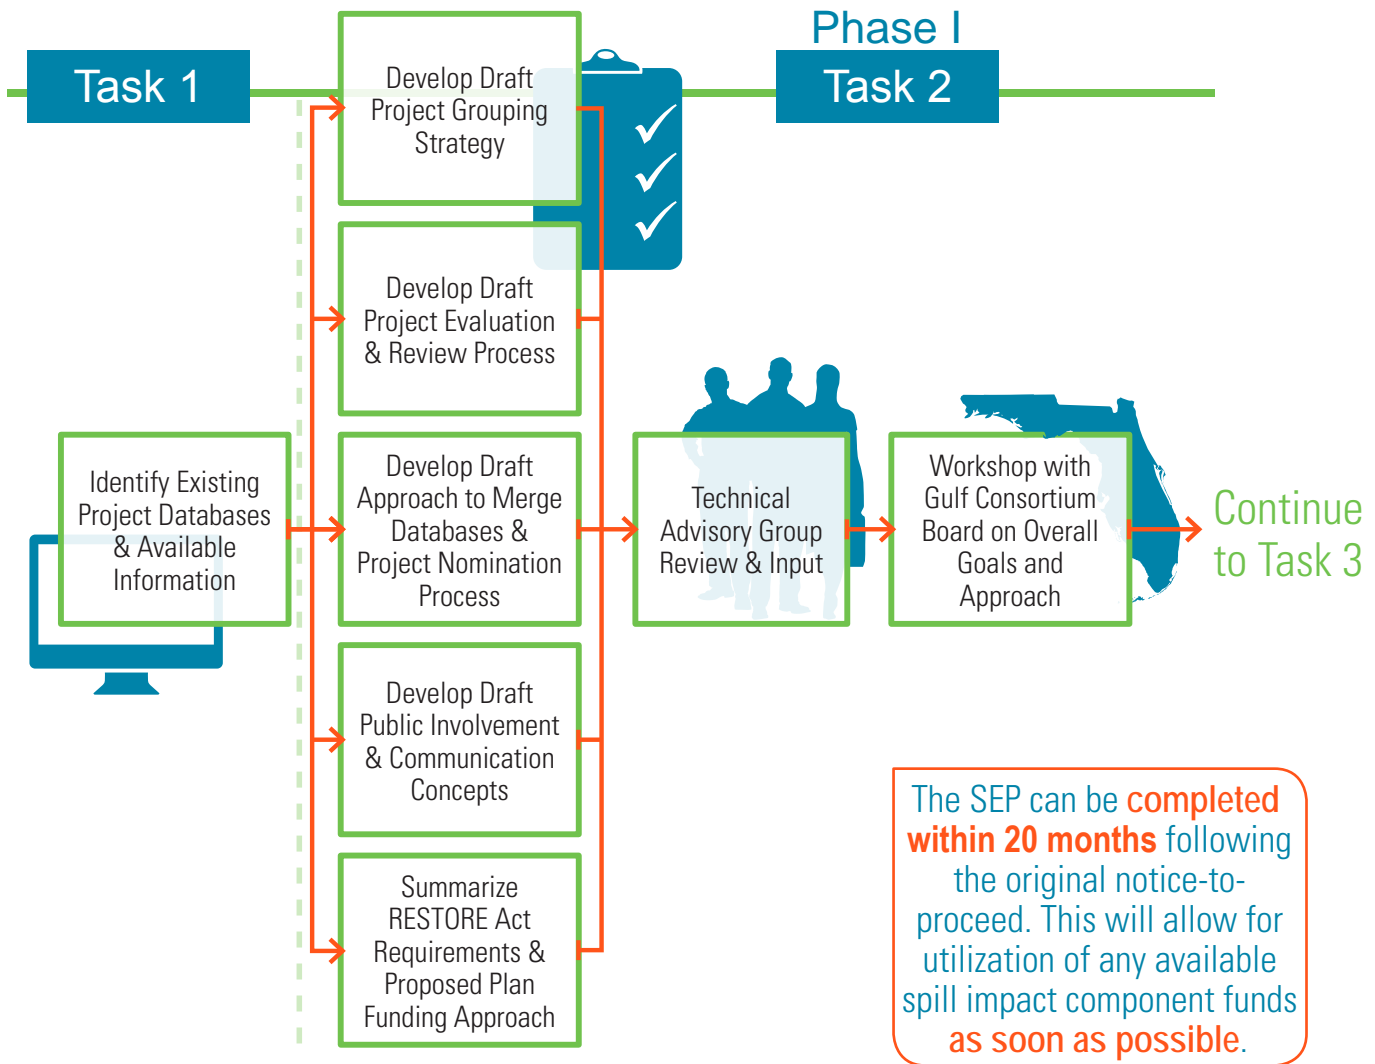 Phase I
Task 1
Task 2
Develop Draft
Project Grouping
Strategy
Develop Draft
Project Evaluation
& Review Process
Identify Existing
Project Databases
& Available
Information
Develop Draft
Approach to Merge
Databases &
Project Nomination
Process
Technical
Advisory Group
Review & Input
Workshop with
Gulf Consortium
Board on Overall
Goals and
Approach
Continue
to Task 3
Develop Draft
Public Involvement
& Communication
Concepts
Summarize
RESTORE Act
Requirements &
Proposed Plan
Funding Approach
The SEP can be completed
within 20 months following
the original notice-to-
proceed. This will allow for
utilization of any available
spill impact component funds
as soon as possible.